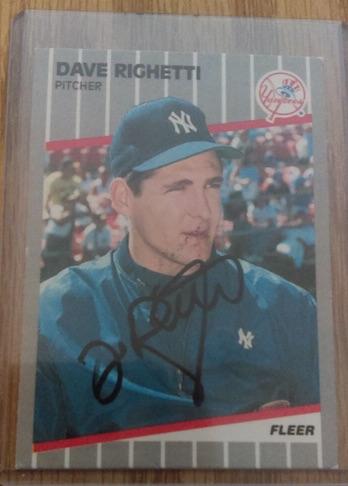 DAVE RIGHETTI
PITCHER
Yankees
NY
NY
FLEER